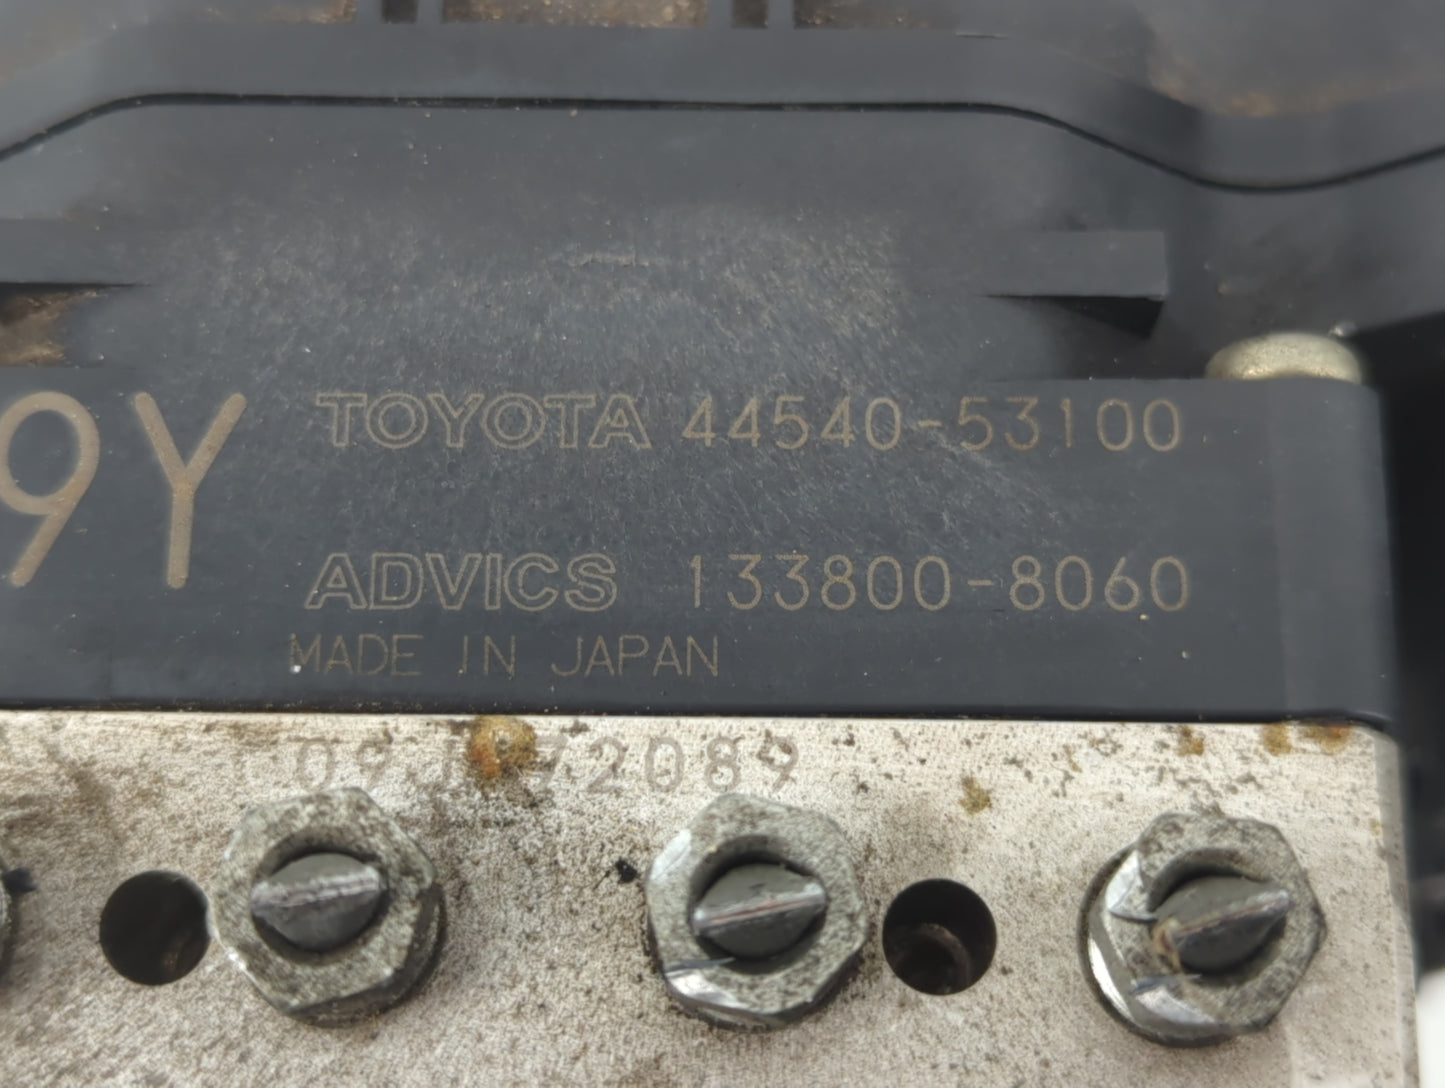 9Y
TOYOTA 44540-53100
ADVICS 133800-8060
MADE IN JAPAN